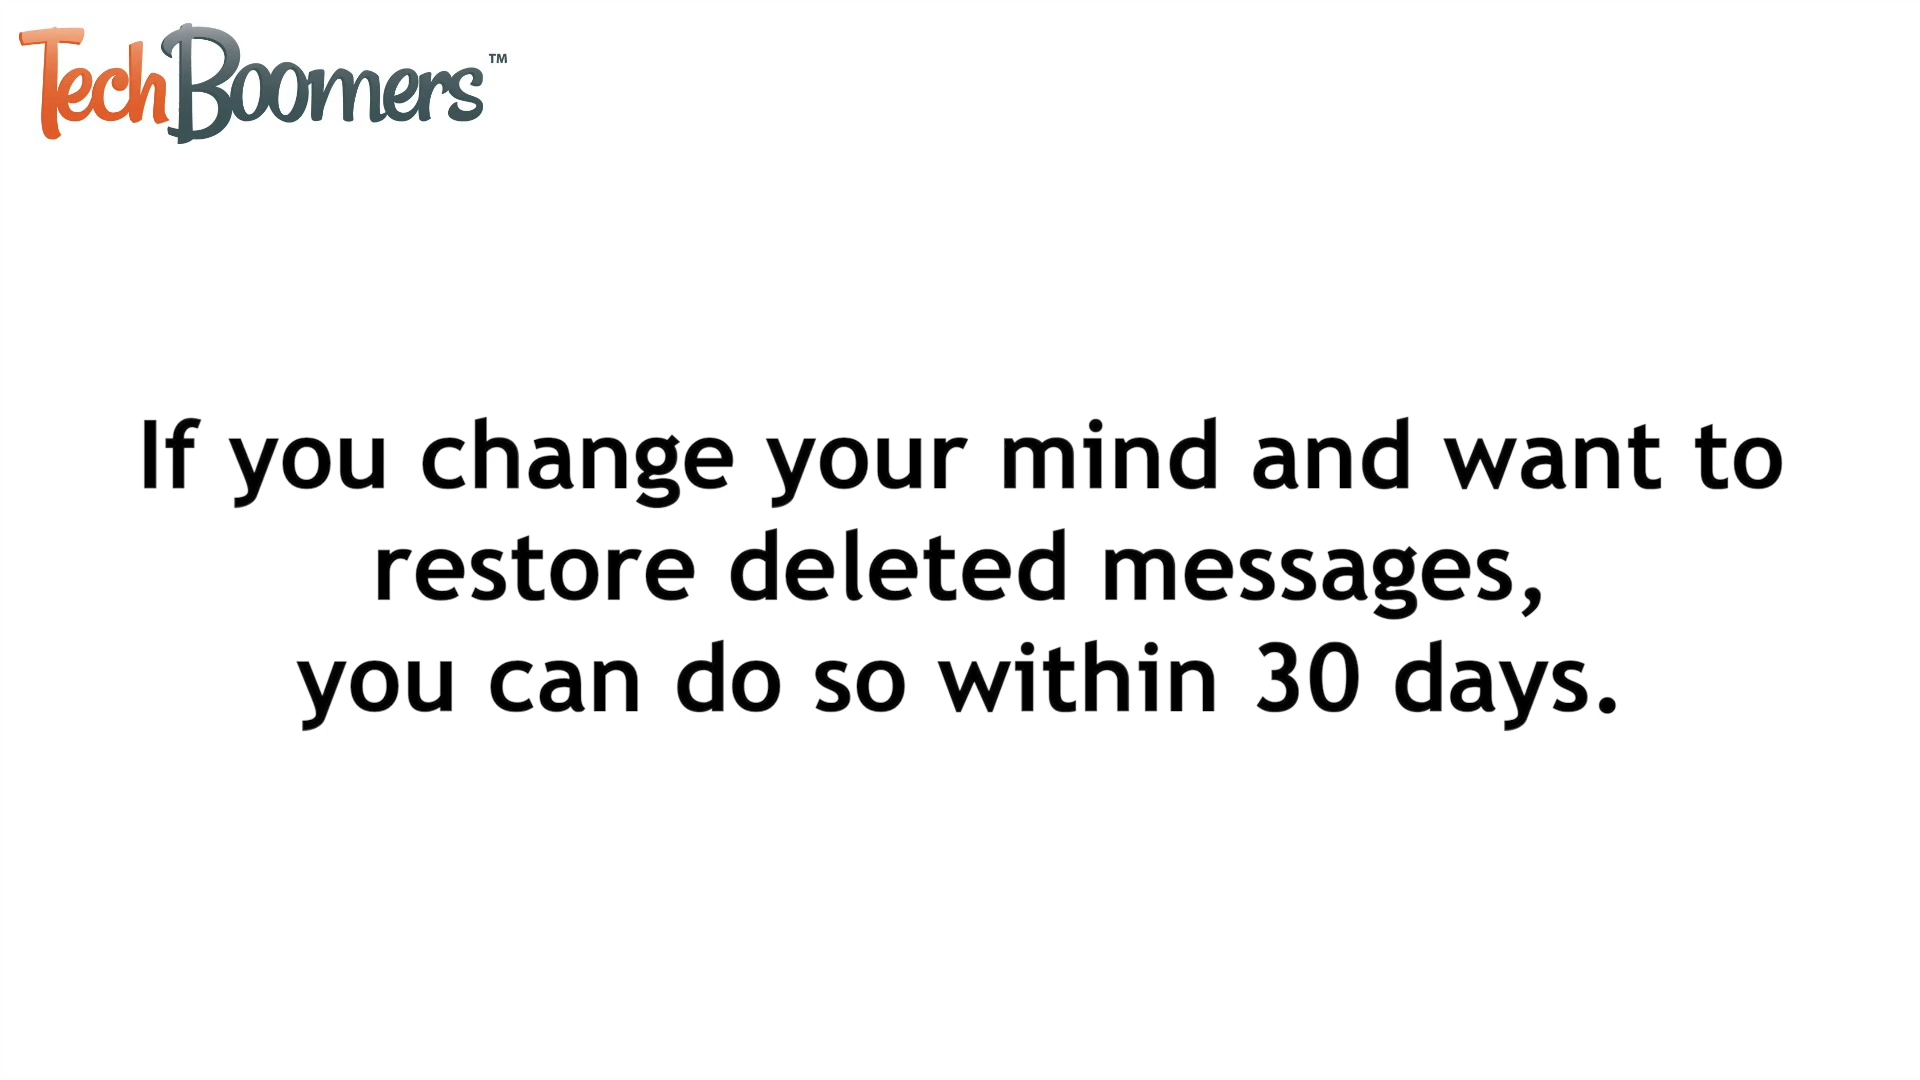 TechBoomers™
If you change your mind and want to
restore deleted messages,
you can do so within 30 days.